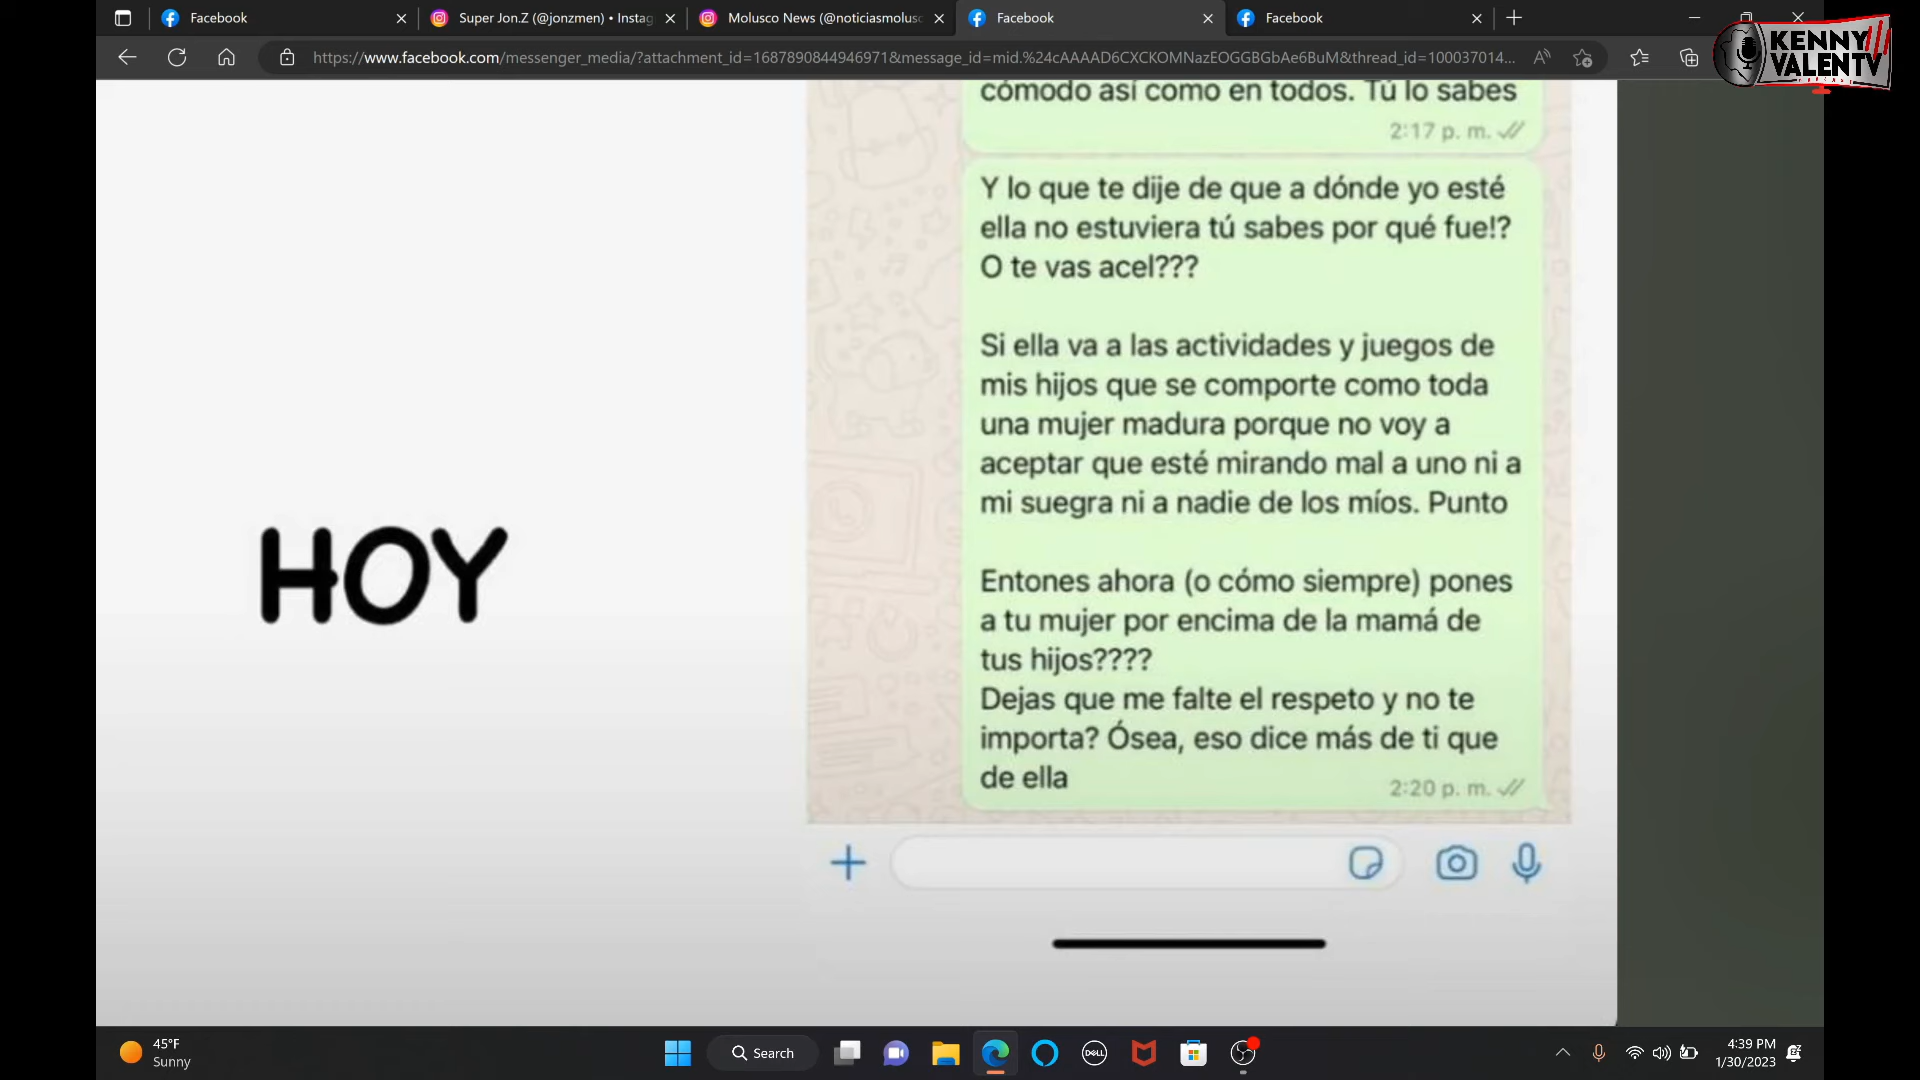 Facebook
Super Jon.Z (@jonzmen) • Instag
Molusco News (@noticiasmolusc
Facebook
Facebook
https://www.facebook.com/messenger_media/?attachment_id=1687890844946971&message_id=mid.%24cAAAAD6CXCKOMNazEOGGBGbAe6BuM&thread_id=100037014...
KENNY
VALENTV
PODCAST
cómodo así como en todos. Tú lo sabes
2:17 p. m.
Y lo que te dije de que a dónde yo esté
ella no estuviera tú sabes por qué fue!?
O te vas acel???
Si ella va a las actividades y juegos de
mis hijos que se comporte como toda
una mujer madura porque no voy a
aceptar que esté mirando mal a uno ni a
mi suegra ni a nadie de los míos. Punto
Entones ahora (o cómo siempre) pones
a tu mujer por encima de la mamá de
tus hijos????
Dejas que me falte el respeto y no te
importa? Ósea, eso dice más de ti que
de ella
2:20 p. m.
HOY
45°F
Sunny
Search
DELL
4:39 PM
1/30/2023